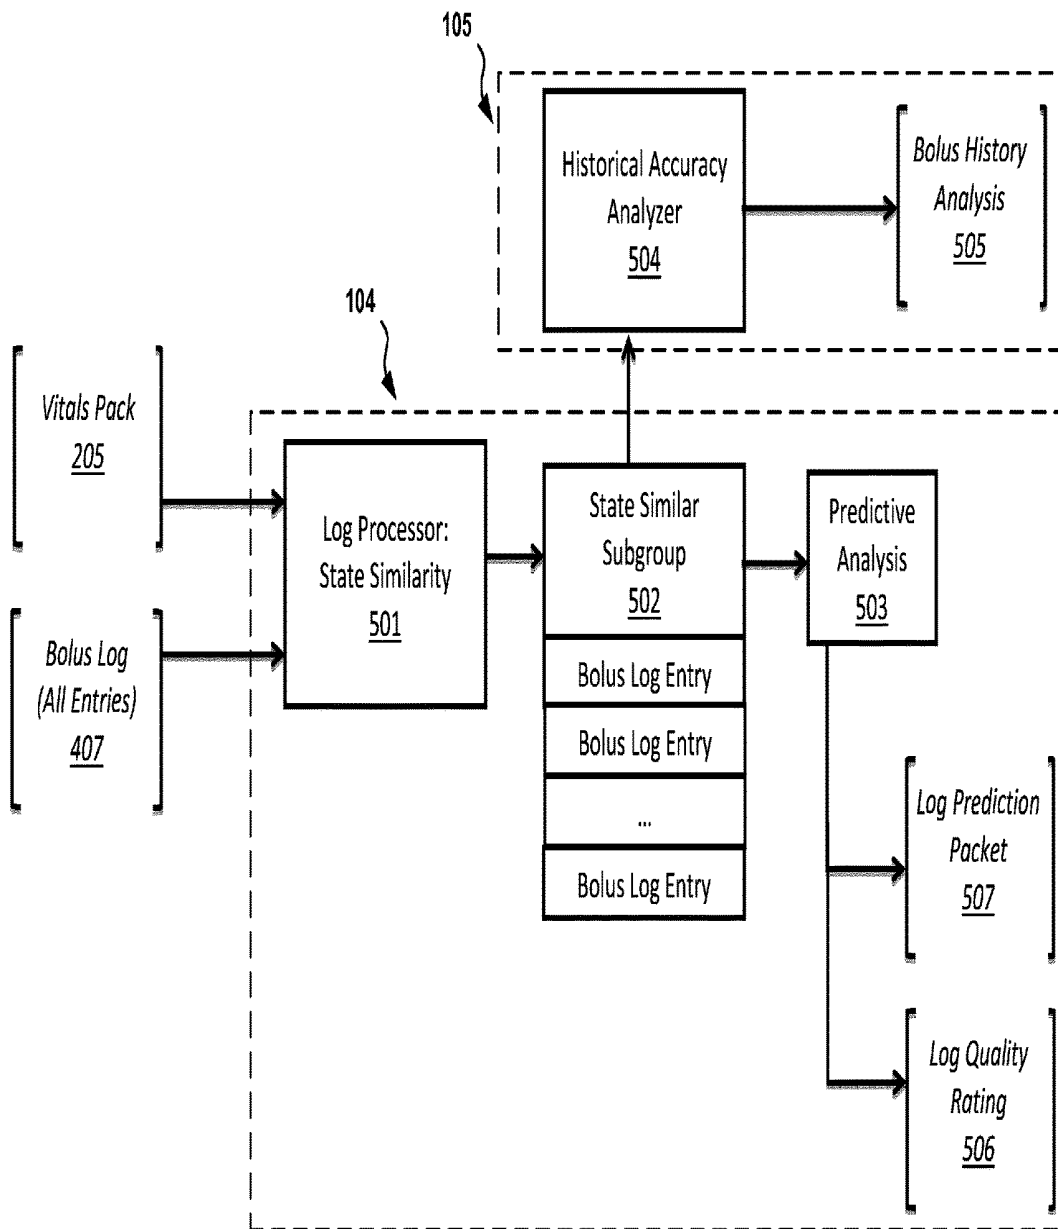 105
Historical Accuracy
Analyzer
504
Bolus History
Analysis
505
104
Vitals Pack
205
Bolus Log
(All Entries)
407
Log Processor:
State Similarity
501
State Similar
Subgroup
502
Bolus Log Entry
Bolus Log Entry
...
Bolus Log Entry
Predictive
Analysis
503
Log Prediction
Packet
507
Log Quality
Rating
506